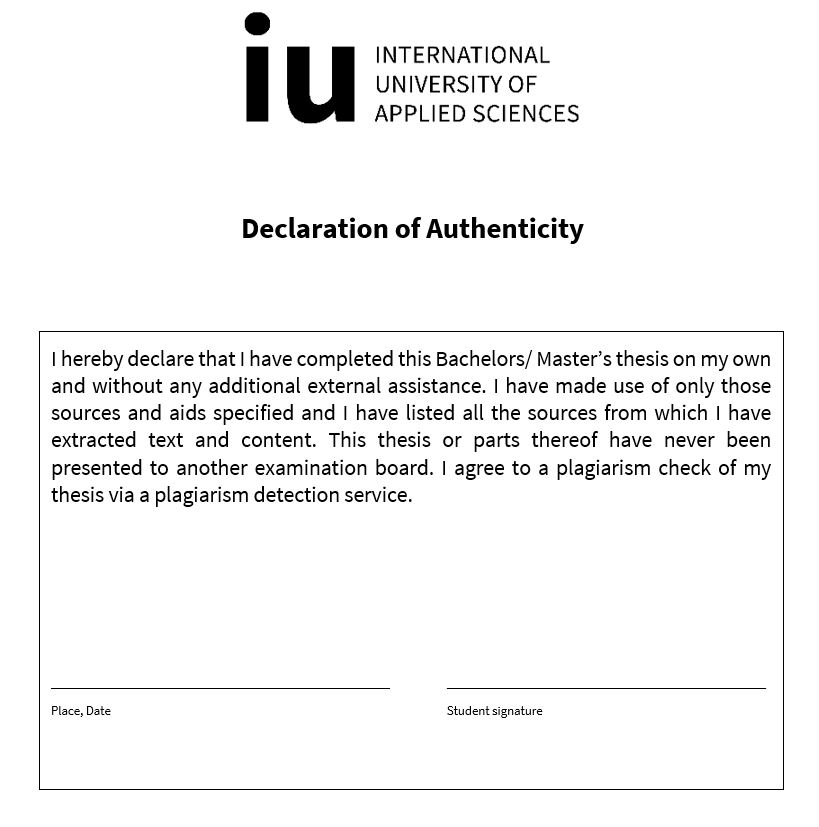 iu
INTERNATIONAL
UNIVERSITY OF
APPLIED SCIENCES
Declaration of Authenticity
I hereby declare that I have completed this Bachelors/ Master’s thesis on my own
and without any additional external assistance. I have made use of only those
sources and aids specified and I have listed all the sources from which I have
extracted text and content. This thesis or parts thereof have never been
presented to another examination board. I agree to a plagiarism check of my
thesis via a plagiarism detection service.
Place, Date
Student signature